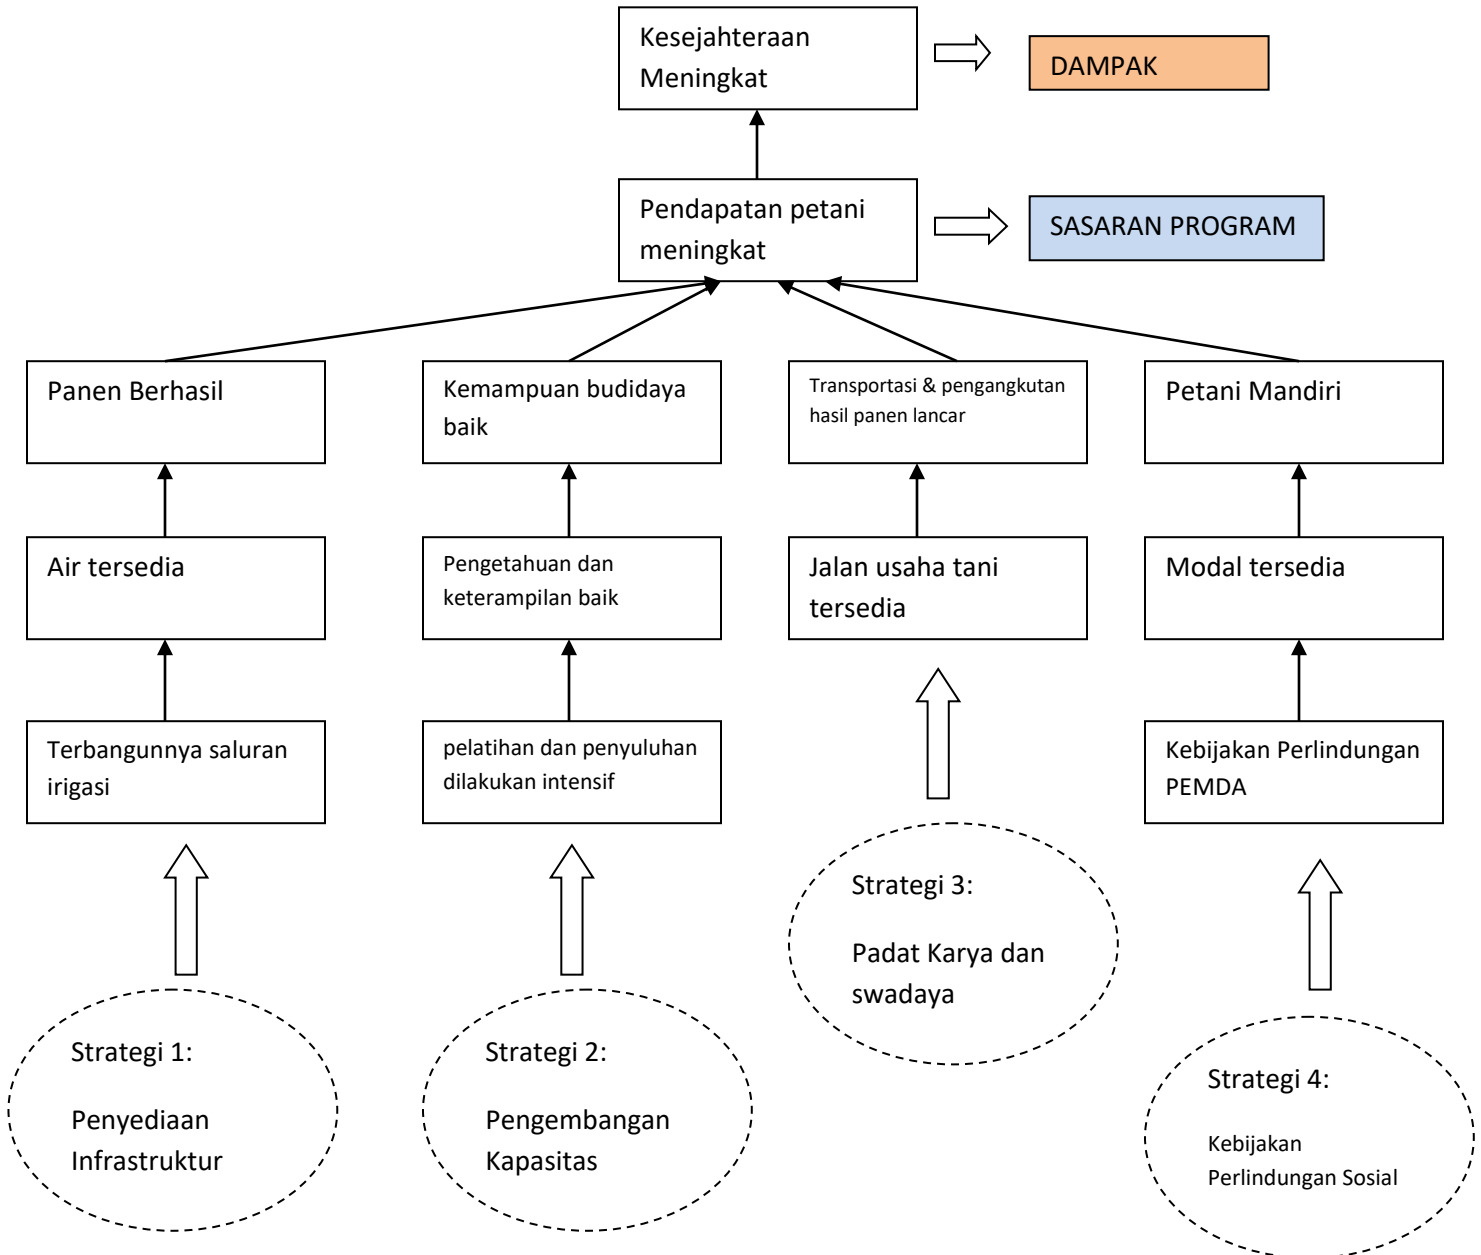 Kesejahteraan
Meningkat
DAMPAK
Pendapatan petani
meningkat
SASARAN PROGRAM
Panen Berhasil
Kemampuan budidaya
baik
Transportasi & pengangkutan
hasil panen lancar
Petani Mandiri
Air tersedia
Pengetahuan dan
keterampilan baik
Jalan usaha tani
tersedia
Modal tersedia
Terbangunnya saluran
irigasi
pelatihan dan penyuluhan
dilakukan intensif
Kebijakan Perlindungan
PEMDA
Strategi 1:
Penyediaan
Infrastruktur
Strategi 2:
Pengembangan
Kapasitas
Strategi 3:
Padat Karya dan
swadaya
Strategi 4:
Kebijakan
Perlindungan Sosial